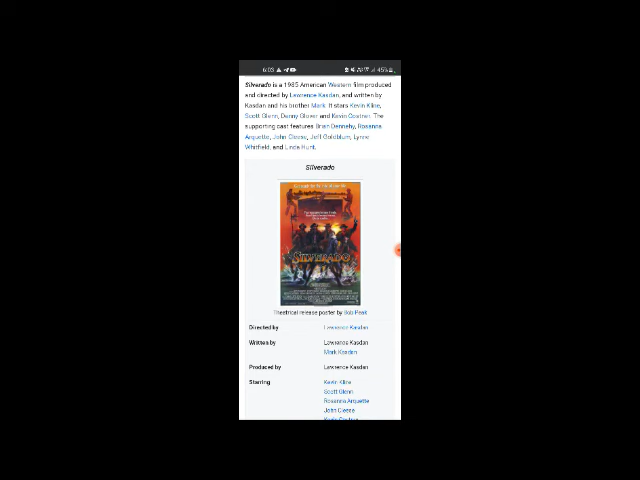 6:03
45%
Silverado is a 1985 American Western film produced
and directed by Lawrence Kasdan, and written by
Kasdan and his brother Mark. It stars Kevin Kline,
Scott Glenn, Danny Glover and Kevin Costner. The
supporting cast features Brian Dennehy, Rosanna
Arquette, John Cleese, Jeff Goldblum, Lynne
Whitfield, and Linda Hunt.
Silverado
SILVERADO
Theatrical release poster by Bob Peak
Directed by Lawrence Kasdan
Written by Lawrence Kasdan
Mark Kasdan
Produced by Lawrence Kasdan
Starring Kevin Kline
Scott Glenn
Rosanna Arquette
John Cleese
Kevin Costner